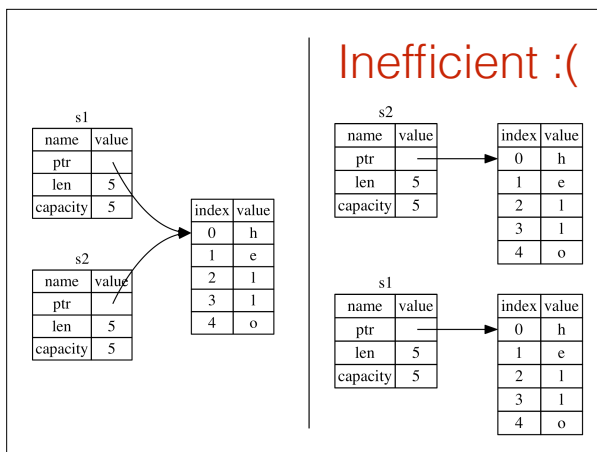 Inefficient :(
s1
name value
ptr
len 5
capacity 5
s2
name value
ptr
len 5
capacity 5
index value
0 h
1 e
2 l
3 l
4 o
s2
name value
ptr
len 5
capacity 5
index value
0 h
1 e
2 l
3 l
4 o
s1
name value
ptr
len 5
capacity 5
index value
0 h
1 e
2 l
3 l
4 o